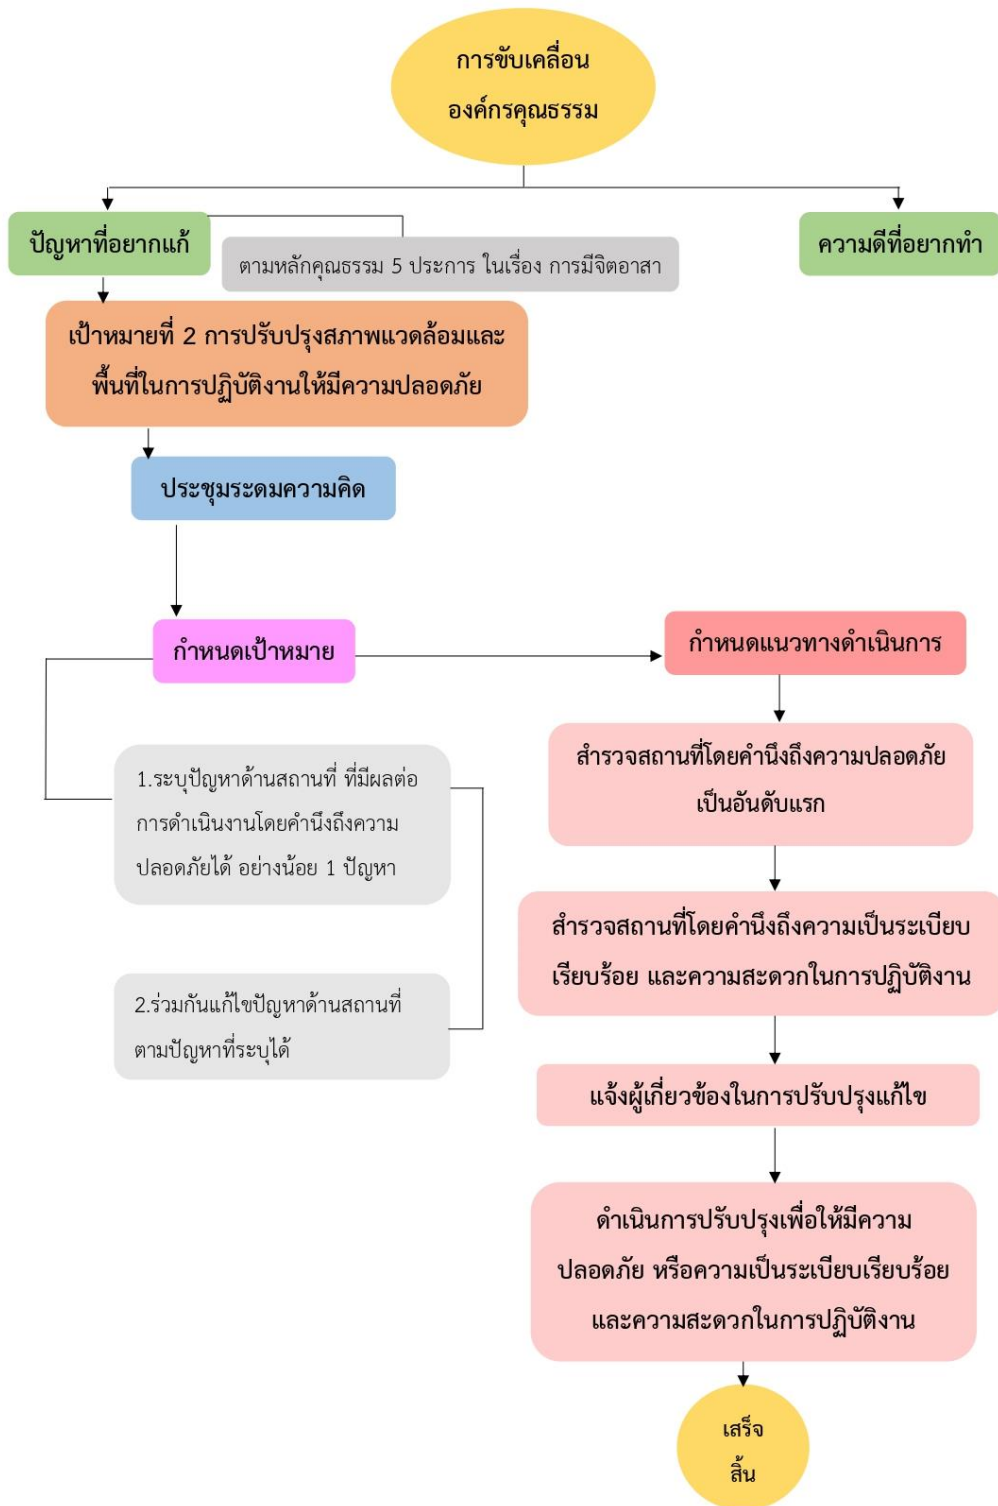 การขับเคลื่อน
องค์กรคุณธรรม
ปัญหาที่อยากแก้
ความดีที่อยากทำ
ตามหลักคุณธรรม 5 ประการ ในเรื่อง การมีจิตอาสา
เป้าหมายที่ 2 การปรับปรุงสภาพแวดล้อมและ
พื้นที่ในการปฏิบัติงานให้มีความปลอดภัย
ประชุมระดมความคิด
กำหนดเป้าหมาย
1.ระบุปัญหาด้านสถานที่ ที่มีผลต่อ
การดำเนินงานโดยคำนึงถึงความ
ปลอดภัยได้ อย่างน้อย 1 ปัญหา
2.ร่วมกันแก้ไขปัญหาด้านสถานที่
ตามปัญหาที่ระบุได้
กำหนดแนวทางดำเนินการ
สำรวจสถานที่โดยคำนึงถึงความปลอดภัย
เป็นอันดับแรก
สำรวจสถานที่โดยคำนึงถึงความเป็นระเบียบ
เรียบร้อย และความสะดวกในการปฏิบัติงาน
แจ้งผู้เกี่ยวข้องในการปรับปรุงแก้ไข
ดำเนินการปรับปรุงเพื่อให้มีความ
ปลอดภัย หรือความเป็นระเบียบเรียบร้อย
และความสะดวกในการปฏิบัติงาน
เสร็จ
สิ้น